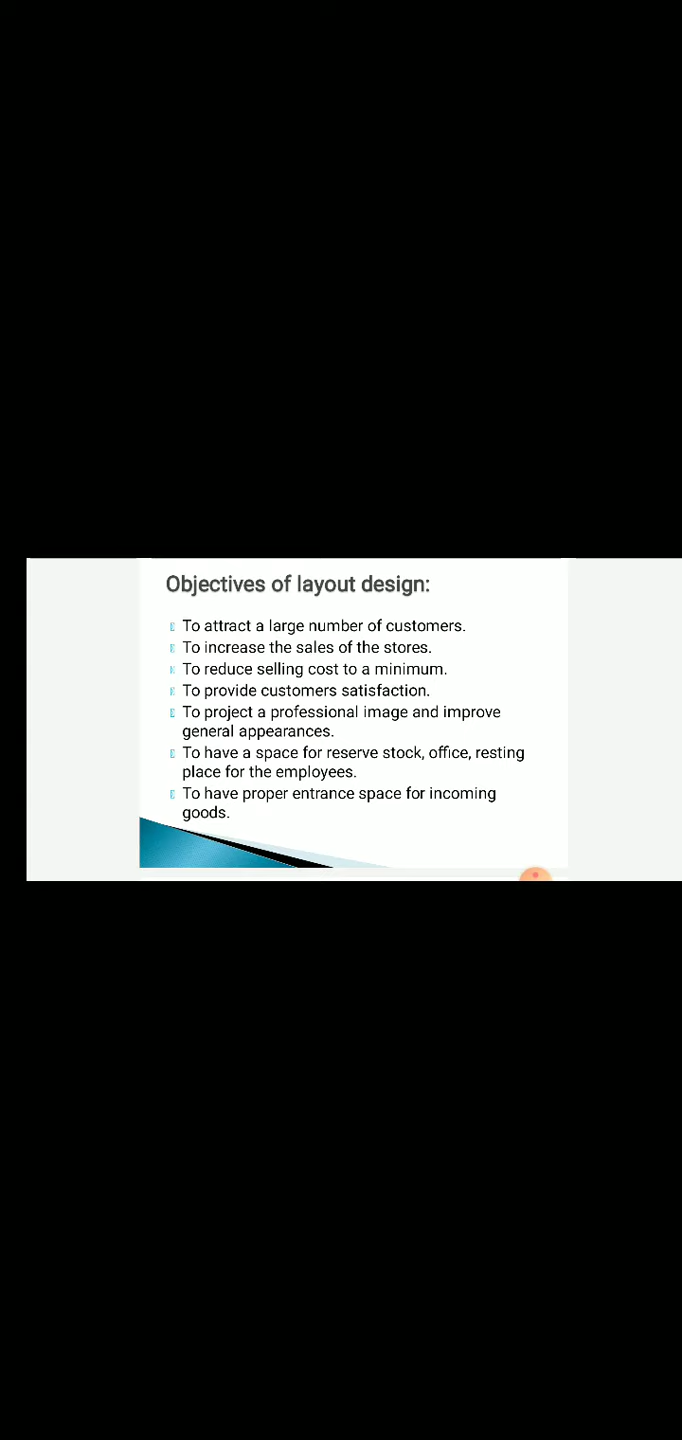 Objectives of layout design:
To attract a large number of customers.
To increase the sales of the stores.
To reduce selling cost to a minimum.
To provide customers satisfaction.
To project a professional image and improve
general appearances.
To have a space for reserve stock, office, resting
place for the employees.
To have proper entrance space for incoming
goods.